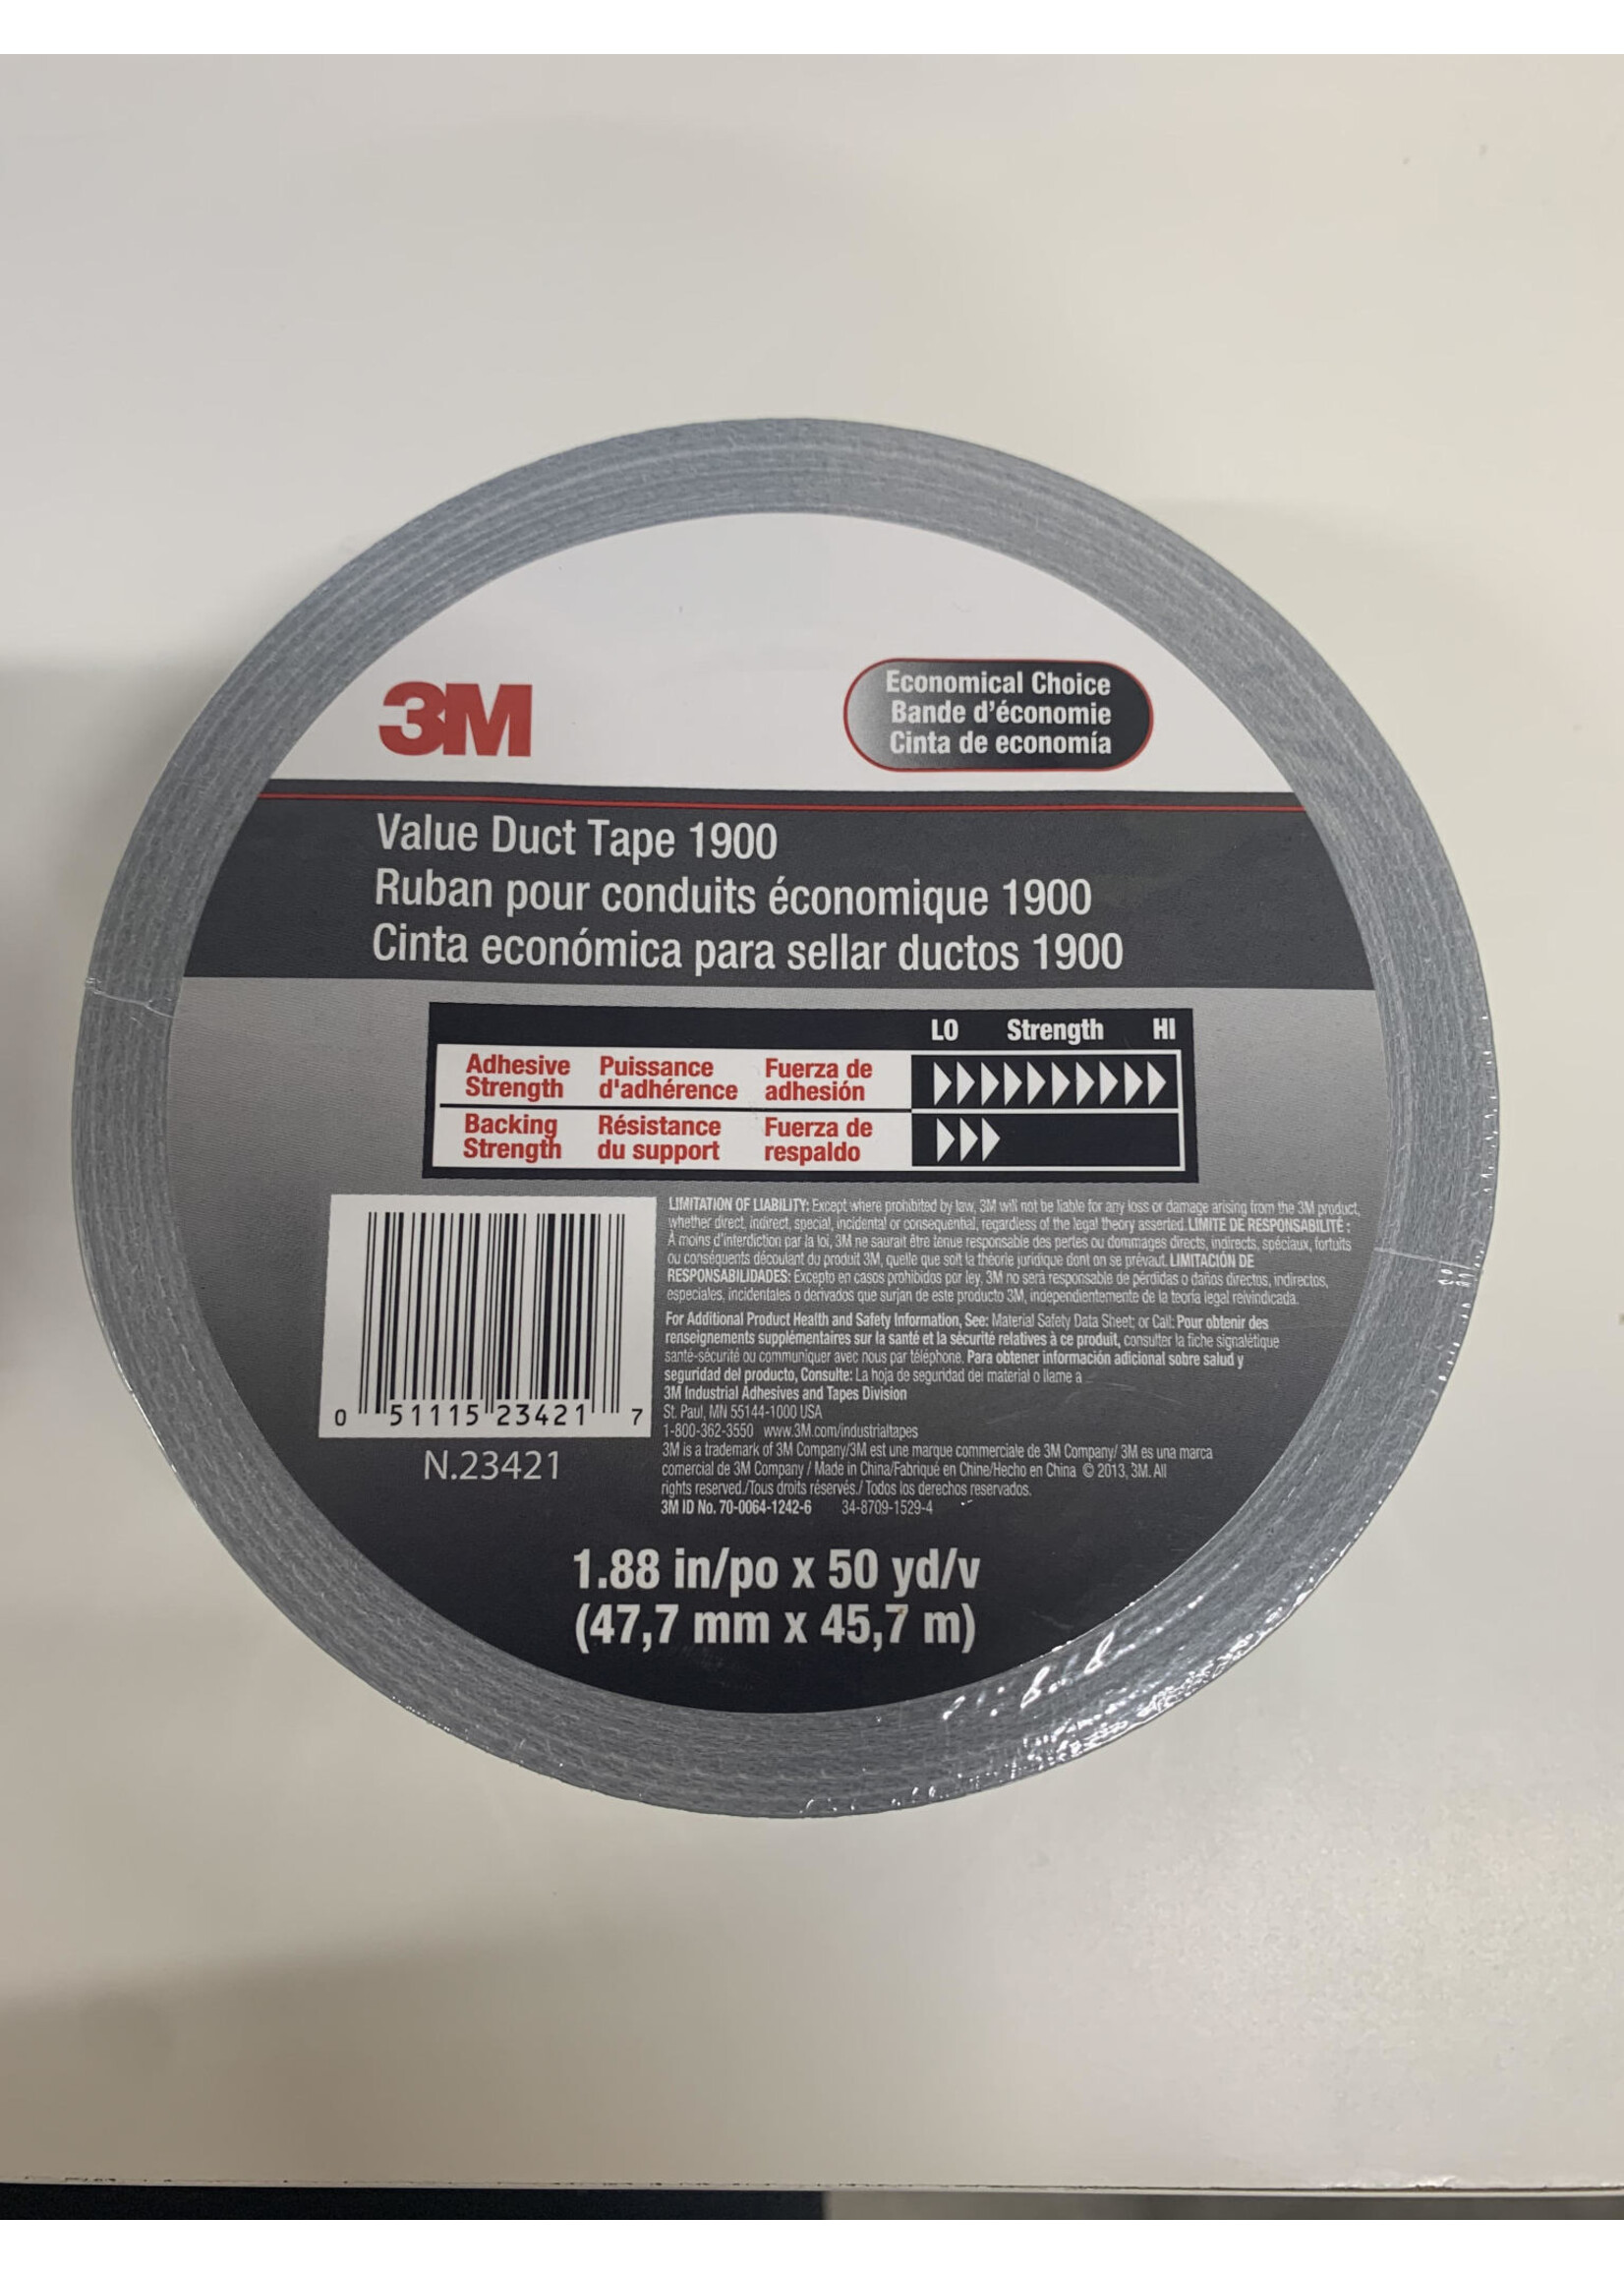 3M
Economical Choice
Bande d'économie
Cinta de economía
Value Duct Tape 1900
Ruban pour conduits économique 1900
Cinta económica para sellar ductos 1900
LO Strength HI
Adhesive Strength Puissance d'adhérence Fuerza de adhesión
Backing Strength Résistance du support Fuerza de respaldo
LIMITATION OF LIABILITY: Except where prohibited by law, 3M will not be liable for any loss or damage arising from the 3M product,
whether direct, indirect, special, incidental or consequential, regardless of the legal theory asserted. LIMITE DE RESPONSABILITÉ :
À moins d'interdiction par la loi, 3M ne saurait être tenue responsable des pertes ou dommages directs, indirects, spéciaux, fortuits
ou conséquents découlant du produit 3M, quelle que soit la théorie juridique dont on se prévaut. LIMITACIÓN DE
RESPONSABILIDADES: Excepto en casos prohibidos por ley, 3M no será responsable de pérdidas o daños directos, indirectos,
especiales, incidentales o derivados que surjan de este producto 3M, independientemente de la teoría legal reivindicada.
For Additional Product Health and Safety Information, See: Material Safety Data Sheet; or Call: Pour obtenir des
renseignements supplémentaires sur la santé et la sécurité relatives à ce produit, consulter la fiche signalétique
santé-sécurité ou communiquer avec nous par téléphone. Para obtener información adicional sobre salud y
seguridad del producto, Consulte: La hoja de seguridad del material o llame a
3M Industrial Adhesives and Tapes Division
St. Paul, MN 55144-1000 USA
1-800-362-3550 www.3M.com/industrialtapes
3M is a trademark of 3M Company/3M est une marque commerciale de 3M Company/ 3M es una marca
comercial de 3M Company / Made in China/Fabriqué en Chine/Hecho en China © 2013, 3M. All
rights reserved./Tous droits réservés./ Todos los derechos reservados.
3M ID No. 70-0064-1242-6 34-8709-1529-4
0 51115 23421 7
N.23421
1.88 in/po x 50 yd/v
(47,7 mm x 45,7 m)